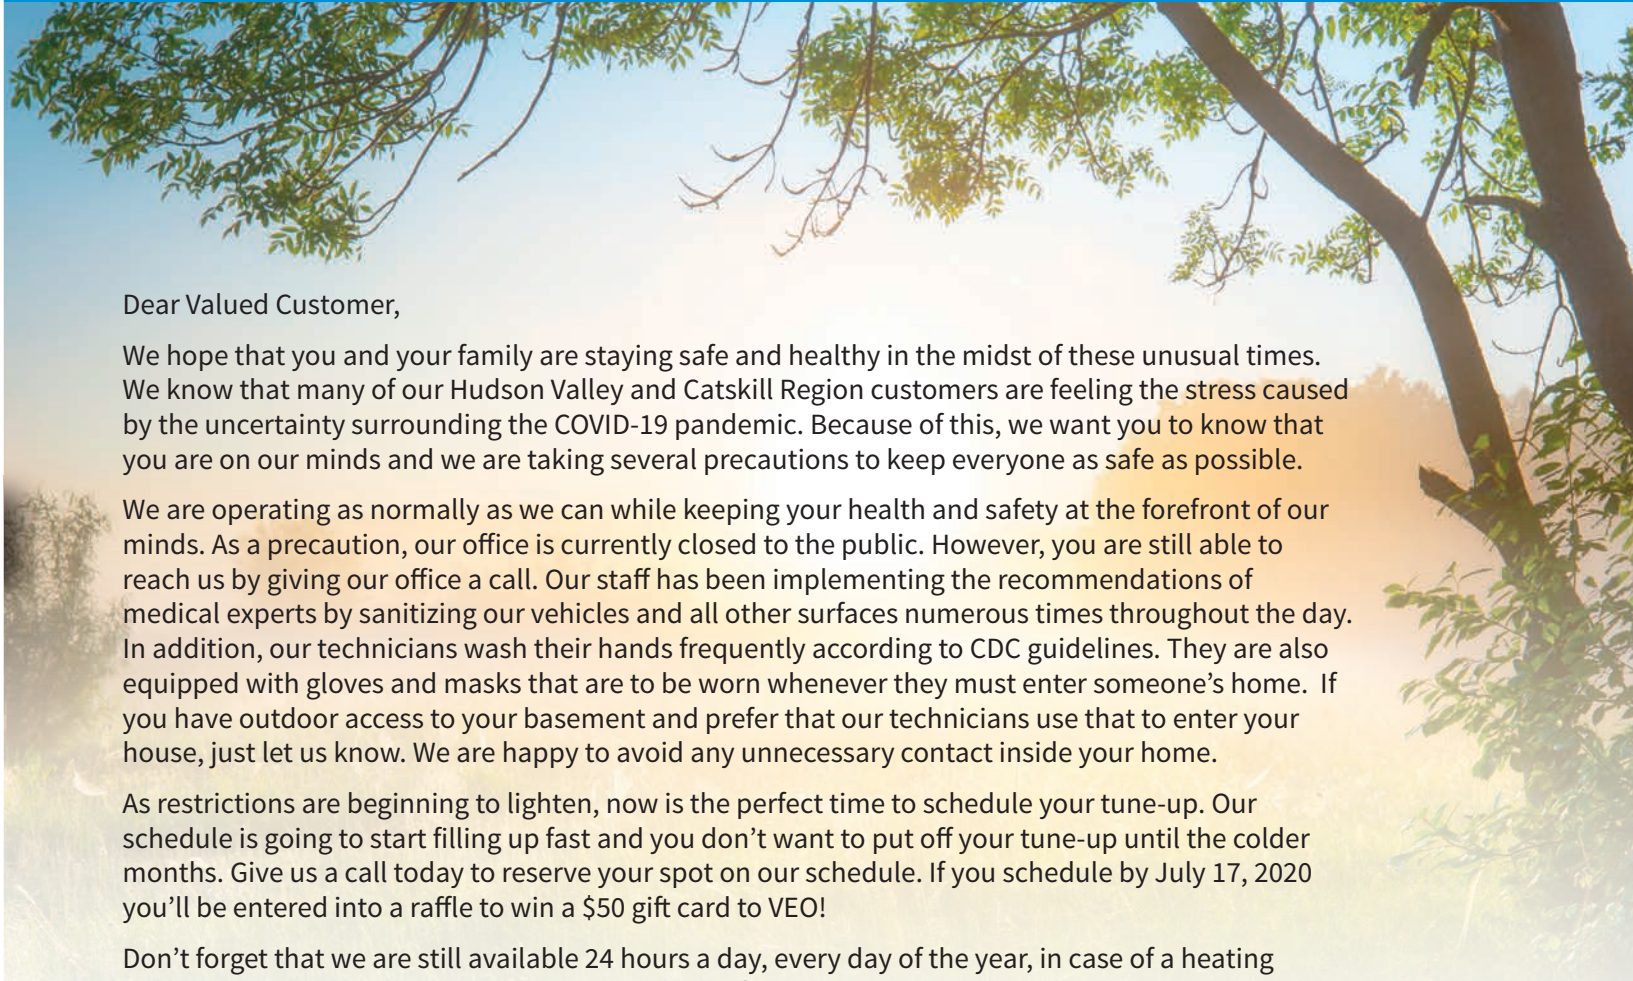 Dear Valued Customer,
We hope that you and your family are staying safe and healthy in the midst of these unusual times.
We know that many of our Hudson Valley and Catskill Region customers are feeling the stress caused
by the uncertainty surrounding the COVID-19 pandemic. Because of this, we want you to know that
you are on our minds and we are taking several precautions to keep everyone as safe as possible.
We are operating as normally as we can while keeping your health and safety at the forefront of our
minds. As a precaution, our office is currently closed to the public. However, you are still able to
reach us by giving our office a call. Our staff has been implementing the recommendations of
medical experts by sanitizing our vehicles and all other surfaces numerous times throughout the day.
In addition, our technicians wash their hands frequently according to CDC guidelines. They are also
equipped with gloves and masks that are to be worn whenever they must enter someone’s home.  If
you have outdoor access to your basement and prefer that our technicians use that to enter your
house, just let us know. We are happy to avoid any unnecessary contact inside your home.
As restrictions are beginning to lighten, now is the perfect time to schedule your tune-up. Our
schedule is going to start filling up fast and you don’t want to put off your tune-up until the colder
months. Give us a call today to reserve your spot on our schedule. If you schedule by July 17, 2020
you’ll be entered into a raffle to win a $50 gift card to VEO!
Don’t forget that we are still available 24 hours a day, every day of the year, in case of a heating